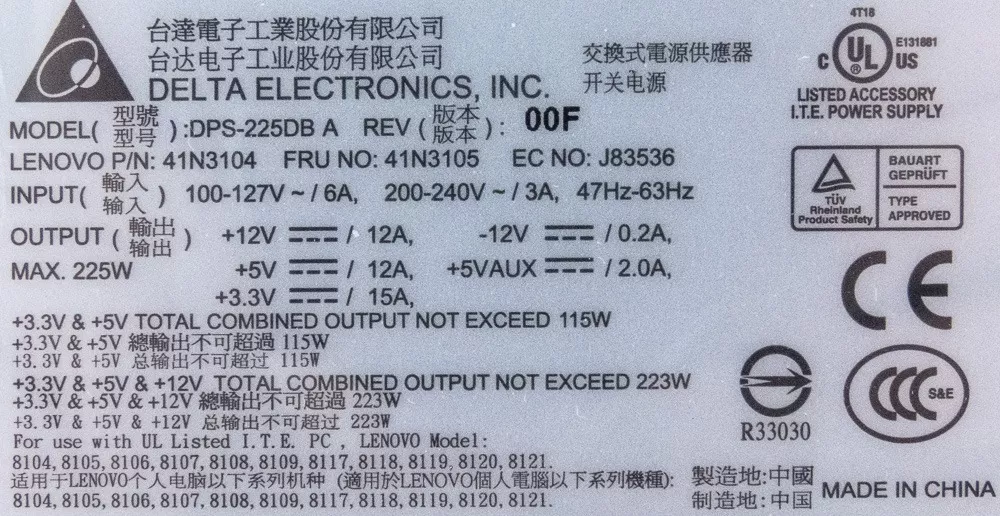 台達電子工業股份有限公司
台达电子工业股份有限公司
DELTA ELECTRONICS, INC.
交換式電源供應器
开关电源
4T18
C UL US E131881
®
LISTED ACCESSORY
I.T.E. POWER SUPPLY
MODEL( 型號 型号 ):DPS-225DB A REV ( 版本 版本 ): 00F
LENOVO P/N: 41N3104 FRU NO: 41N3105 EC NO: J83536
INPUT( 輸入 输入 ) 100-127V ~ / 6A, 200-240V ~ / 3A, 47Hz-63Hz
TÜV
Rheinland
Product Safety
BAUART
GEPRÜFT
TYPE
APPROVED
OUTPUT ( 輸出 输出 ) +12V / 12A, -12V / 0.2A,
MAX. 225W +5V / 12A, +5VAUX / 2.0A,
+3.3V / 15A,
CE
+3.3V & +5V TOTAL COMBINED OUTPUT NOT EXCEED 115W
+3.3V & +5V 總輸出不可超過 115W
+3.3V & +5V 总输出不可超过 115W
+3.3V & +5V & +12V TOTAL COMBINED OUTPUT NOT EXCEED 223W
+3.3V & +5V & +12V 總輸出不可超過 223W
+3.3V & +5V & +12V 总输出不可超过 223W
R33030
CCC S&E
For use with UL Listed I.T.E. PC , LENOVO Model:
8104, 8105, 8106, 8107, 8108, 8109, 8117, 8118, 8119, 8120, 8121.
适用于LENOVO个人电脑以下系列机种 (適用於LENOVO個人電腦以下系列機種):
8104, 8105, 8106, 8107, 8108, 8109, 8117, 8118, 8119, 8120, 8121.
製造地:中國
制造地:中国
MADE IN CHINA